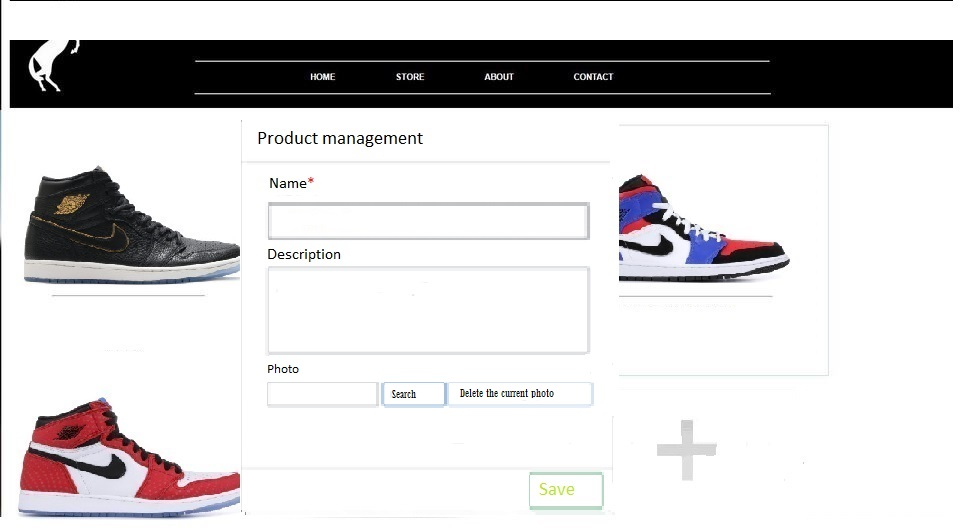 HOME STORE ABOUT CONTACT
Product management
Name*
Description
Photo
Search Delete the current photo
Save